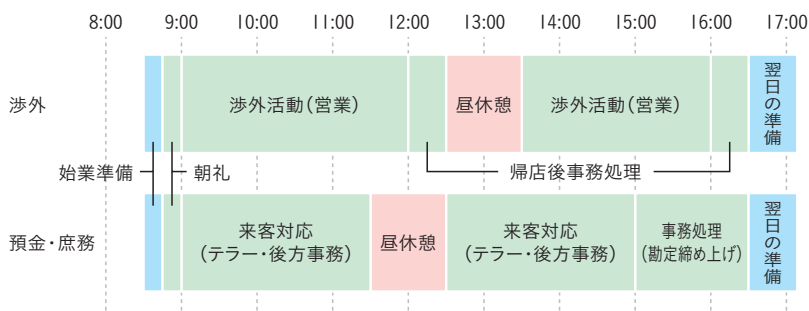 8:00 9:00 10:00 11:00 12:00 13:00 14:00 15:00 16:00 17:00
渉外
渉外活動(営業)
昼休憩
渉外活動(営業)
翌日の準備
始業準備
朝礼
帰店後事務処理
預金・庶務
来客対応
(テラー・後方事務)
昼休憩
来客対応
(テラー・後方事務)
事務処理
(勘定締め上げ)
翌日の準備